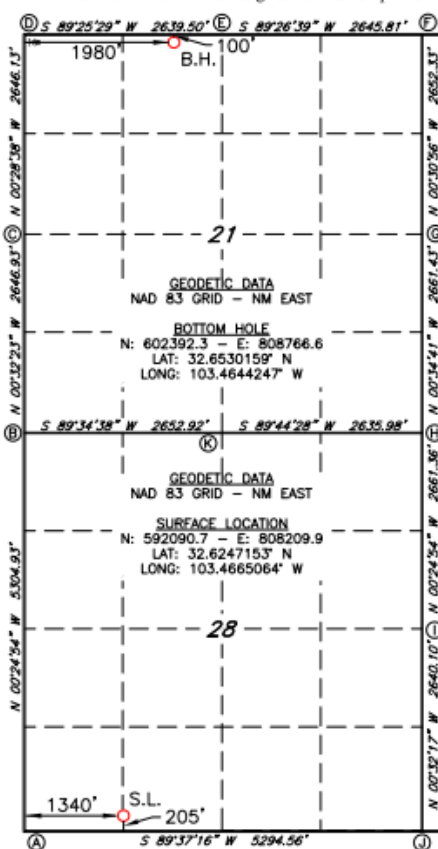 D S 89°25'29" W 2639.50' E S 89°26'39" W 2645.81' F
1980' 100'
B.H.
N 00°28'38" W 2646.13'
N 00°30'56" W 2652.33'
C 21 G
N 00°32'23" W 2646.93'
N 00°34'41" W 2661.43'
GEODETIC DATA
NAD 83 GRID - NM EAST
BOTTOM HOLE
N: 602392.3 - E: 808766.6
LAT: 32.6530159° N
LONG: 103.4644247° W
S 89°34'38" W 2652.92' S 89°44'28" W 2635.98'
B K H
GEODETIC DATA
NAD 83 GRID - NM EAST
SURFACE LOCATION
N: 592090.7 - E: 808209.9
LAT: 32.6247153° N
LONG: 103.4665064° W
N 00°24'54" W 5304.93'
N 00°24'54" W 2661.36'
28 I
N 00°32'17" W 2640.10'
1340' S.L.
205'
A S 89°37'16" W 5294.56' J